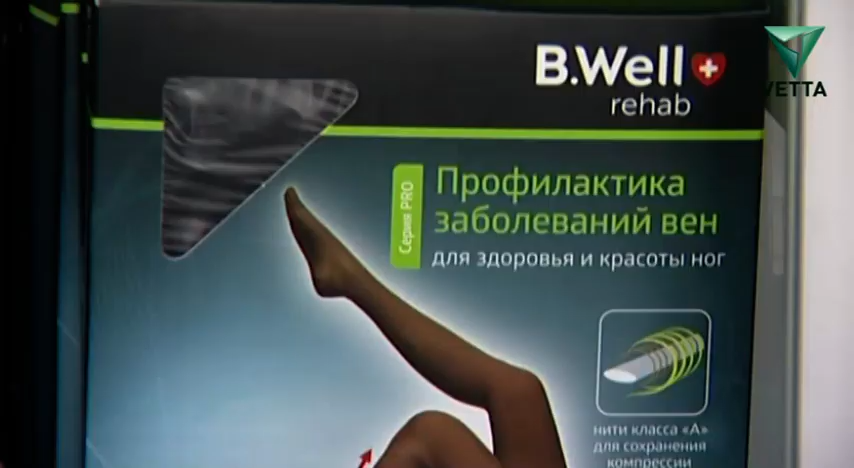 B.Well
rehab
VETTA
Серия PRO
Профилактика
заболеваний вен
для здоровья и красоты ног
нити класса «А»
для сохранения
компрессии